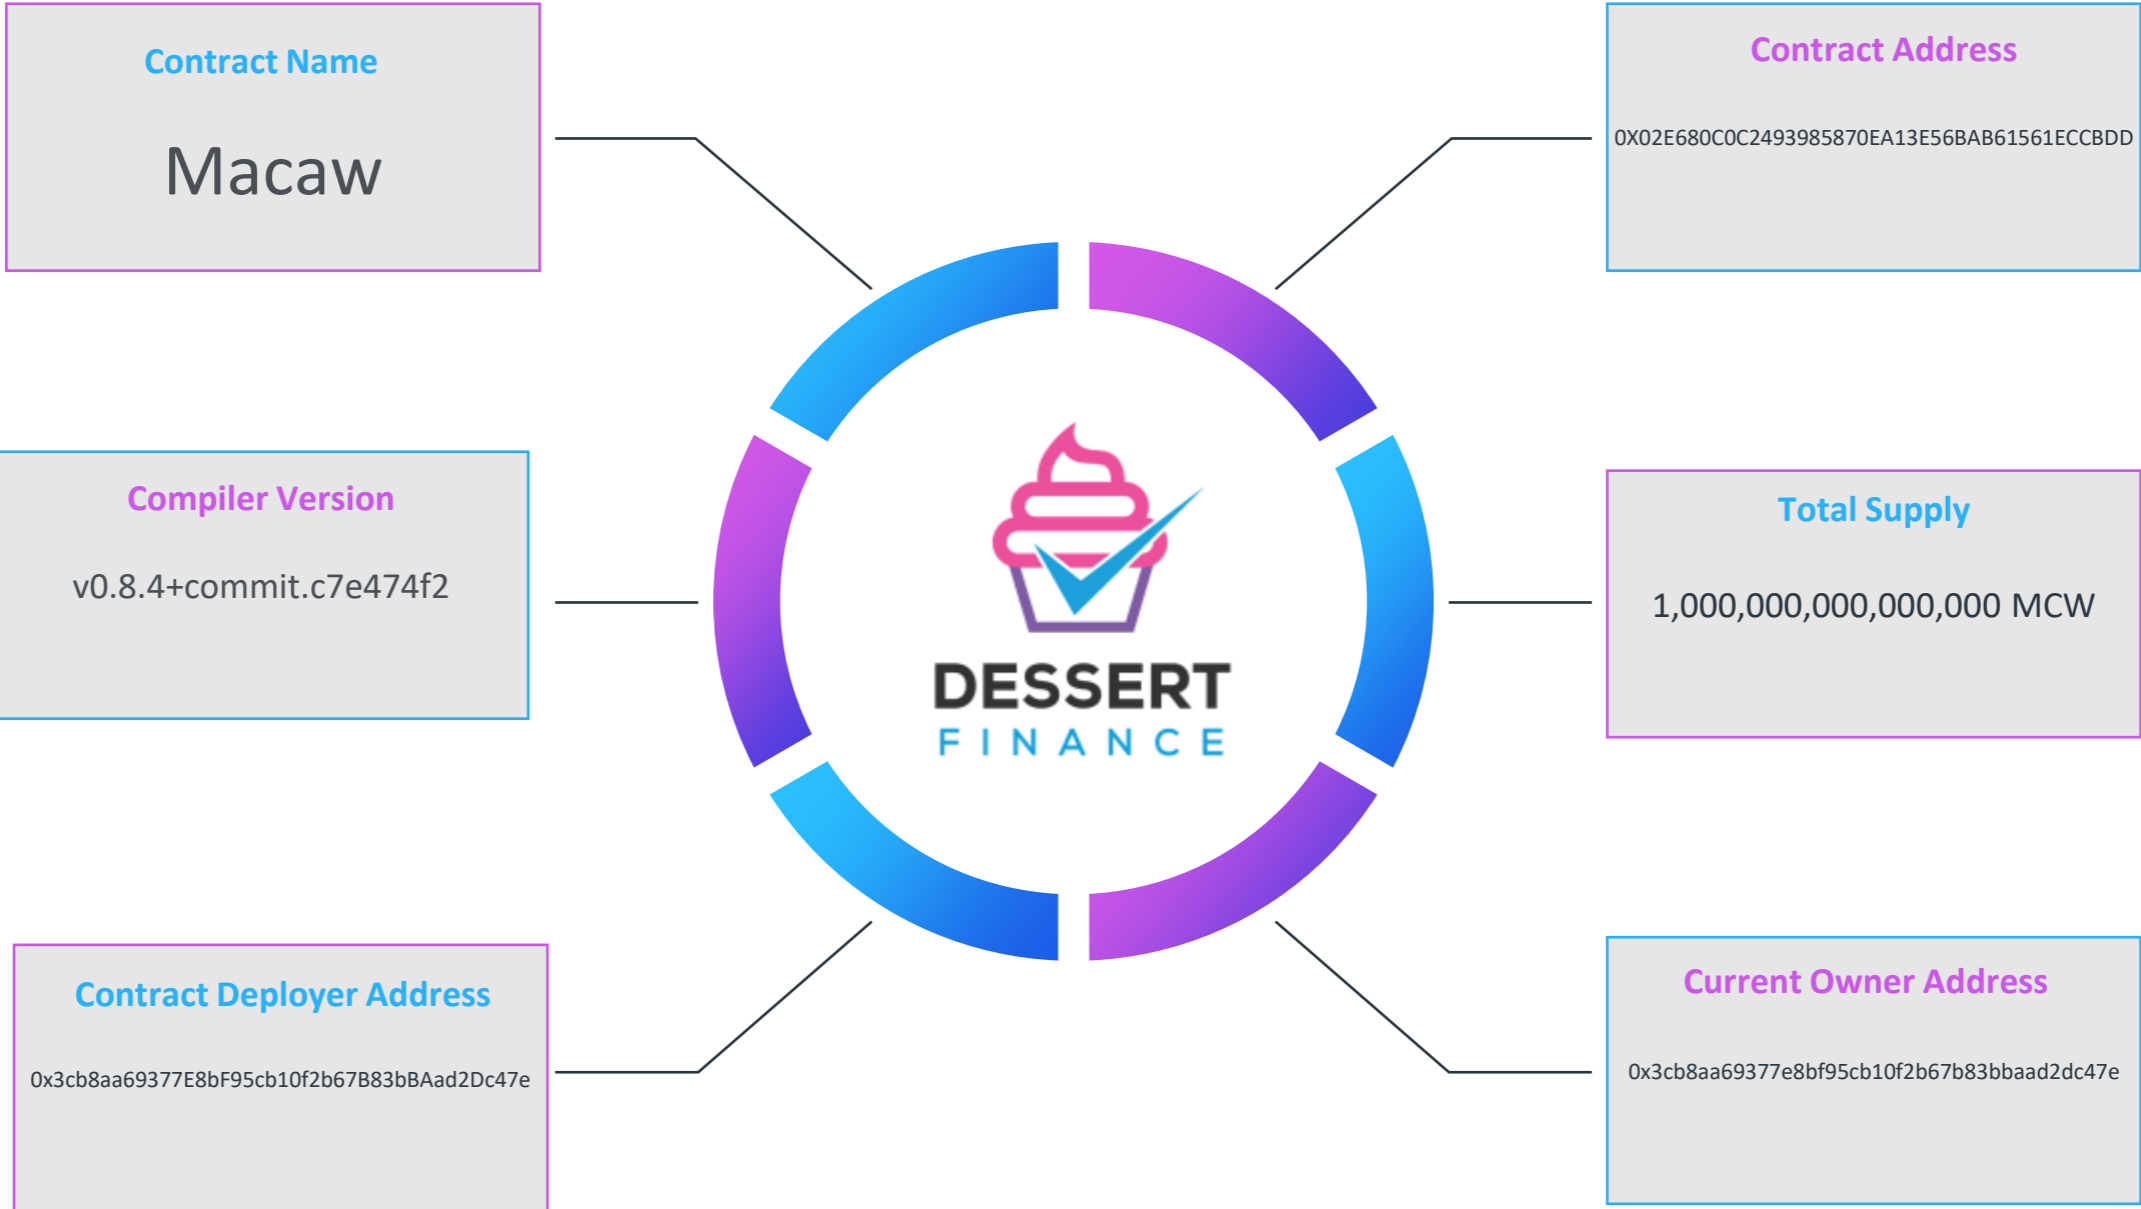 Contract Name
Macaw
Contract Address
0X02E680C0C2493985870EA13E56BAB61561ECCBDD
Compiler Version
v0.8.4+commit.c7e474f2
Total Supply
1,000,000,000,000,000 MCW
DESSERT
FINANCE
Contract Deployer Address
0x3cb8aa69377E8bF95cb10f2b67B83bBAad2Dc47e
Current Owner Address
0x3cb8aa69377e8bf95cb10f2b67b83bbaad2dc47e